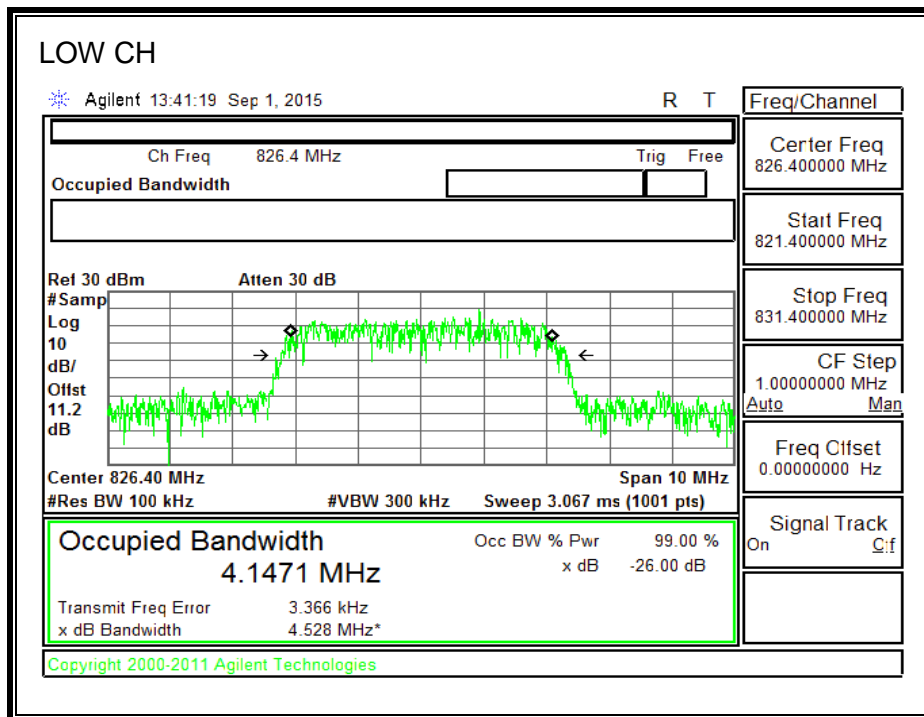 LOW CH
Agilent 13:41:19 Sep 1, 2015 R T
Ch Freq 826.4 MHz Trig Free
Occupied Bandwidth
Ref 30 dBm Atten 30 dB
#Samp
Log
10
dB/
Offst
11.2
dB
Center 826.40 MHz Span 10 MHz
#Res BW 100 kHz #VBW 300 kHz Sweep 3.067 ms (1001 pts)
Occupied Bandwidth Occ BW % Pwr 99.00 %
4.1471 MHz x dB -26.00 dB
Transmit Freq Error 3.366 kHz
x dB Bandwidth 4.528 MHz*
Copyright 2000-2011 Agilent Technologies
Freq/Channel
Center Freq
826.400000 MHz
Start Freq
821.400000 MHz
Stop Freq
831.400000 MHz
CF Step
1.00000000 MHz
Auto Man
Freq Offset
0.00000000 Hz
Signal Track
On Off